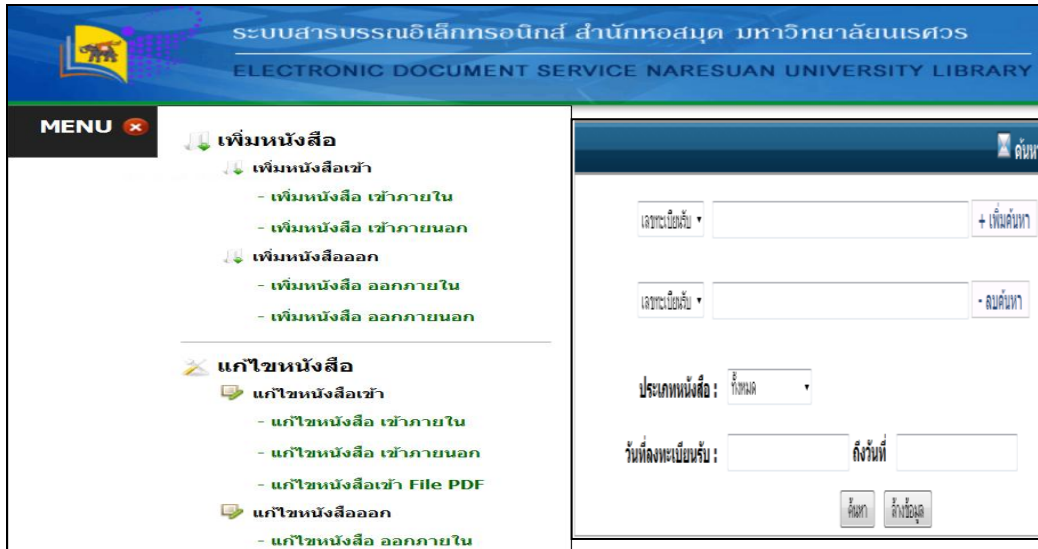 ระบบสารบรรณอิเล็กทรอนิกส์ สำนักหอสมุด มหาวิทยาลัยนเรศวร
ELECTRONIC DOCUMENT SERVICE NARESUAN UNIVERSITY LIBRARY
MENU
เพิ่มหนังสือ
เพิ่มหนังสือเข้า
- เพิ่มหนังสือ เข้าภายใน
- เพิ่มหนังสือ เข้าภายนอก
เพิ่มหนังสือออก
- เพิ่มหนังสือ ออกภายใน
- เพิ่มหนังสือ ออกภายนอก
แก้ไขหนังสือ
แก้ไขหนังสือเข้า
- แก้ไขหนังสือ เข้าภายใน
- แก้ไขหนังสือ เข้าภายนอก
- แก้ไขหนังสือเข้า File PDF
แก้ไขหนังสือออก
- แก้ไขหนังสือ ออกภายใน
ค้นหา
เลขทะเบียนรับ + เพิ่มค้นหา
เลขทะเบียนรับ - ลบค้นหา
ประเภทหนังสือ : ทั้งหมด
วันที่ลงทะเบียนรับ : ถึงวันที่
ค้นหา ล้างข้อมูล